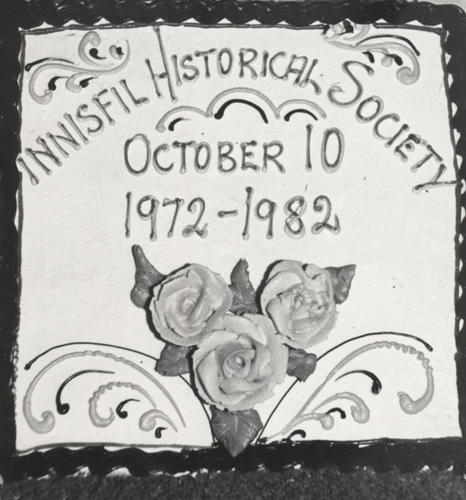 INNISFIL HISTORICAL SOCIETY
OCTOBER 10
1972-1982